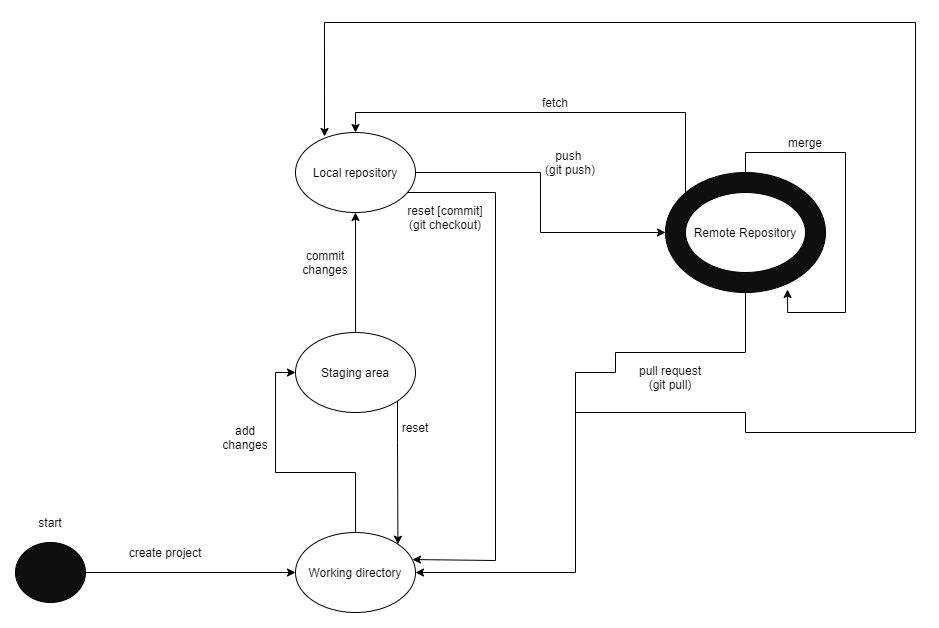 fetch
merge
push
(git push)
Local repository
reset [commit]
(git checkout)
Remote Repository
commit
changes
Staging area
pull request
(git pull)
reset
add
changes
start
create project
Working directory